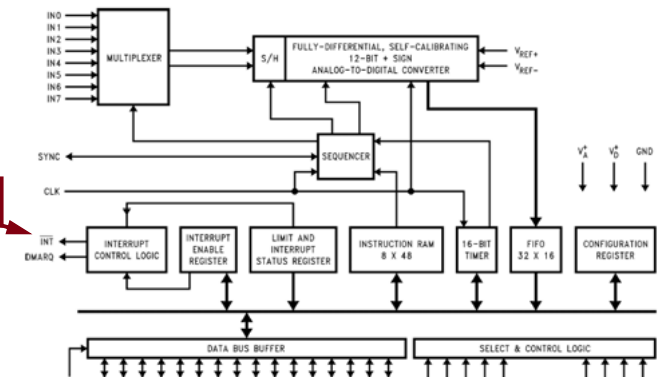 IN0
IN1
IN2
IN3
IN4
IN5
IN6
IN7
MULTIPLEXER
S/H
FULLY-DIFFERENTIAL, SELF-CALIBRATING
12-BIT + SIGN
ANALOG-TO-DIGITAL CONVERTER
VREF+
VREF-
SYNC
SEQUENCER
VA+
VD+
GND
CLK
INT
DMARQ
INTERRUPT
CONTROL LOGIC
INTERRUPT
ENABLE
REGISTER
LIMIT AND
INTERRUPT
STATUS REGISTER
INSTRUCTION RAM
8 X 48
16-BIT
TIMER
FIFO
32 X 16
CONFIGURATION
REGISTER
DATA BUS BUFFER
SELECT & CONTROL LOGIC